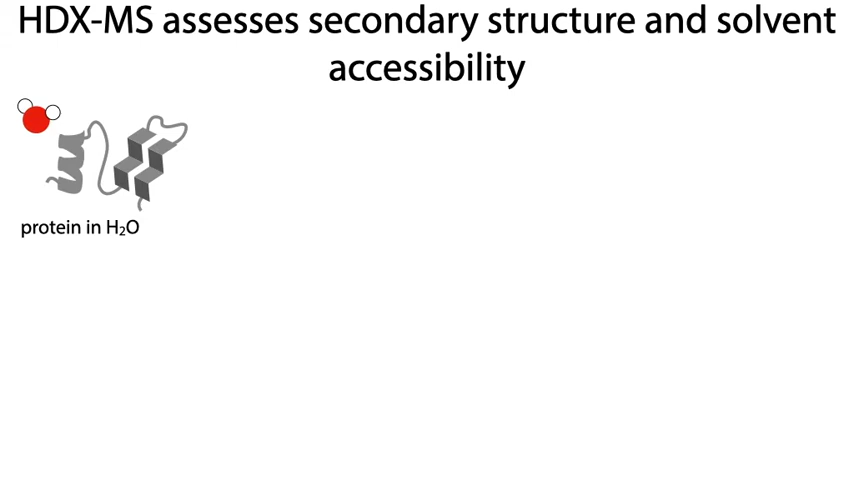 HDX-MS assesses secondary structure and solvent
accessibility
protein in H₂O